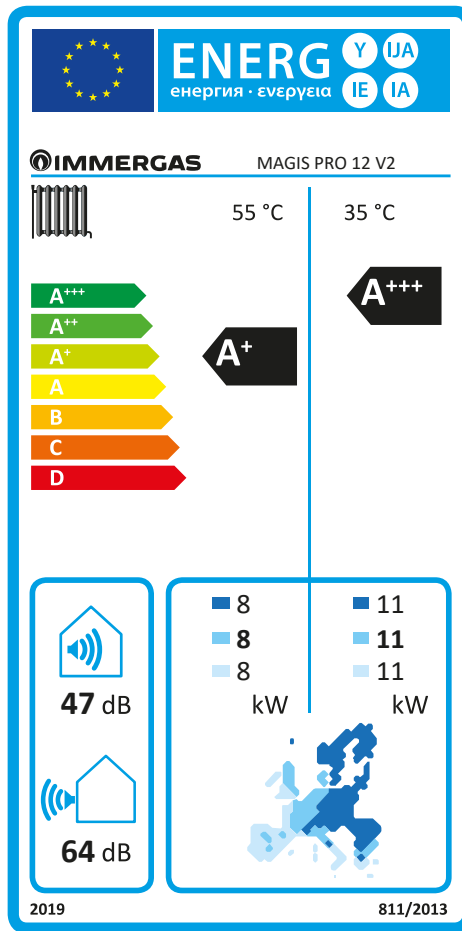 ENERG Y IJA
енергия · ενεργεια IE IA
IMMERGAS MAGIS PRO 12 V2
55 °C 35 °C
A+++
A+++
A++
A+
A+
A
B
C
D
8 11
8 11
8 11
kW kW
47 dB
64 dB
2019 811/2013